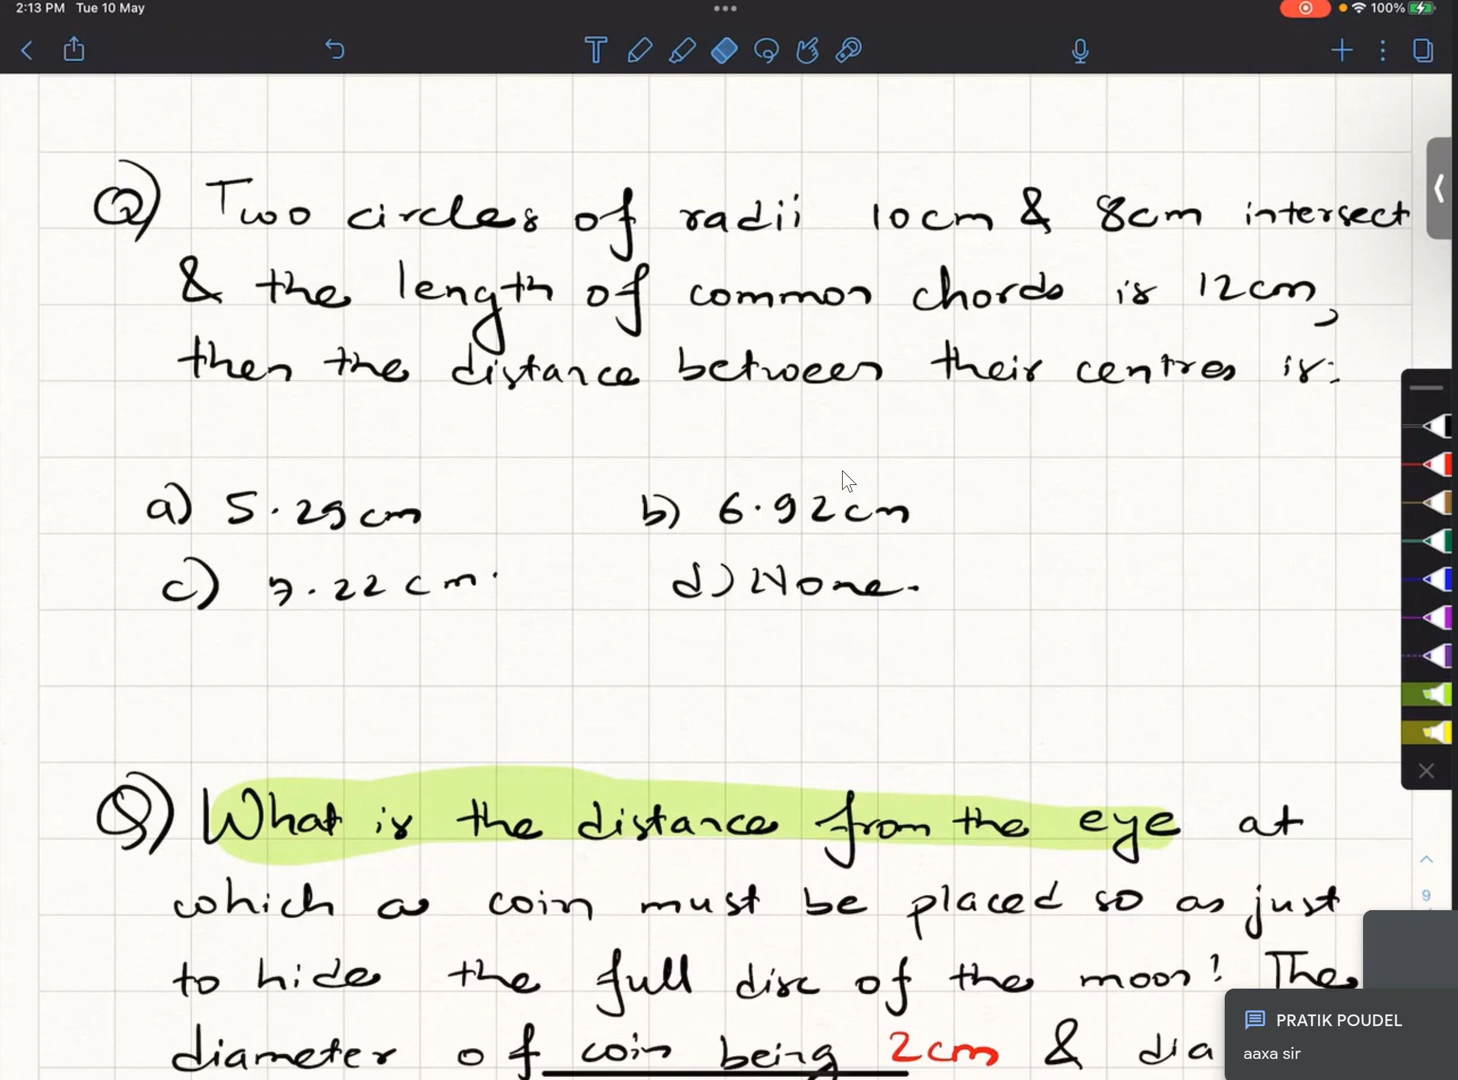 2:13 PM Tue 10 May
100%
Q) Two circles of radii 10cm & 8cm intersect
& the length of common chords is 12cm,
then the distance between their centres is:
a) 5.29cm
b) 6.92cm
c) 7.22 cm.
d) None.
Q) What is the distance from the eye at
which a coin must be placed so as just
to hide the full disc of the moon? The
diameter of coin being 2cm & dia
9
PRATIK POUDEL
aaxa sir